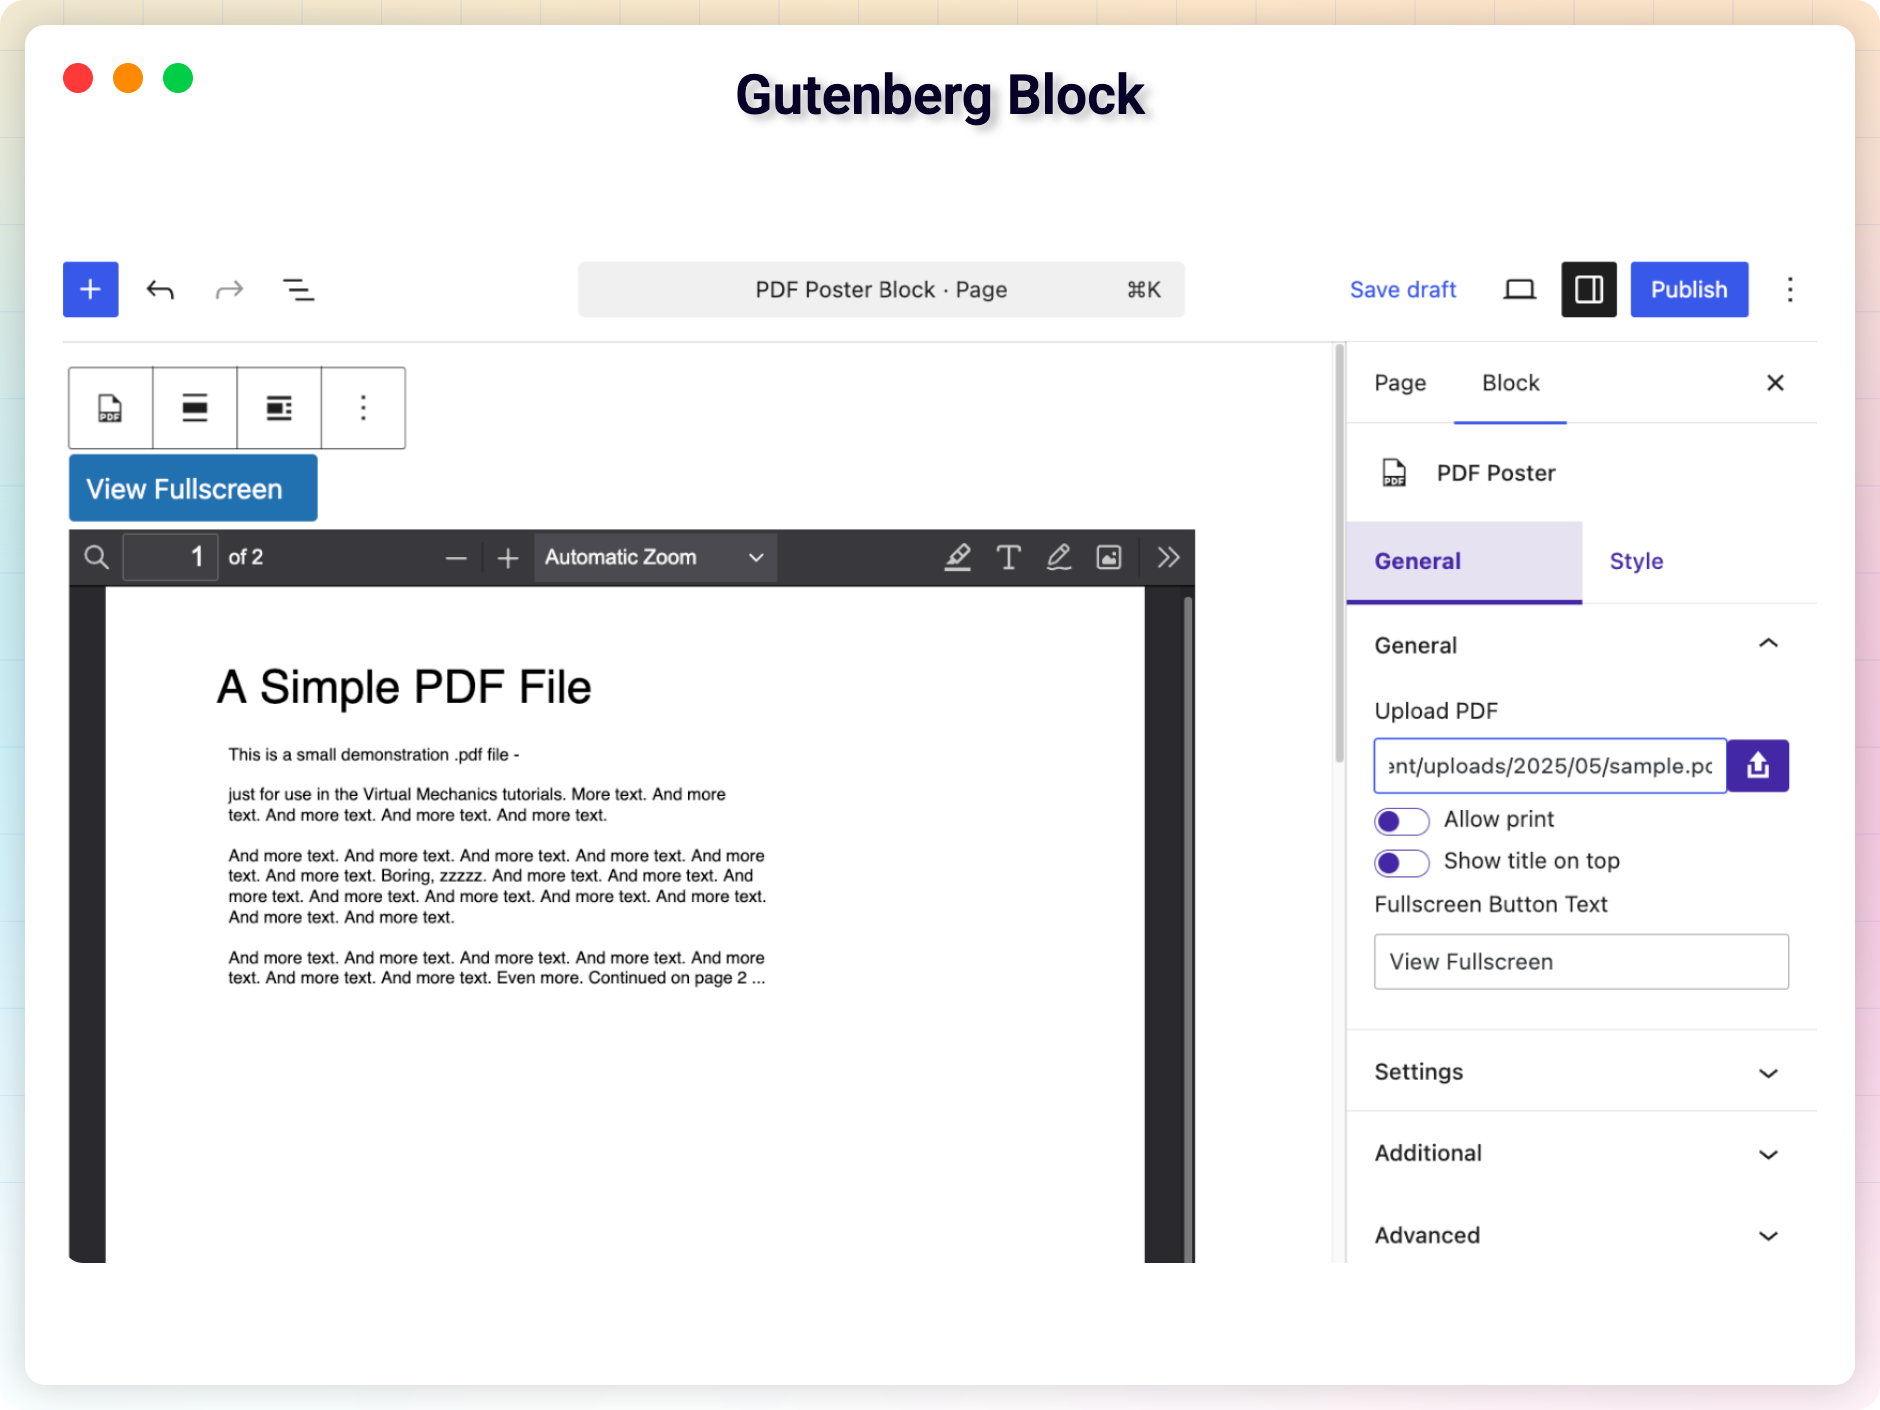 Gutenberg Block
PDF Poster Block · Page
⌘K
Save draft
Publish
PDF
View Fullscreen
1 of 2
Automatic Zoom
A Simple PDF File
This is a small demonstration .pdf file -
just for use in the Virtual Mechanics tutorials. More text. And more
text. And more text. And more text. And more text.
And more text. And more text. And more text. And more text. And more
text. And more text. Boring, zzzzz. And more text. And more text. And
more text. And more text. And more text. And more text. And more text.
And more text. And more text.
And more text. And more text. And more text. And more text. And more
text. And more text. And more text. Even more. Continued on page 2 ...
Page
Block
PDF
PDF Poster
General
Style
General
Upload PDF
ent/uploads/2025/05/sample.pd
Allow print
Show title on top
Fullscreen Button Text
View Fullscreen
Settings
Additional
Advanced